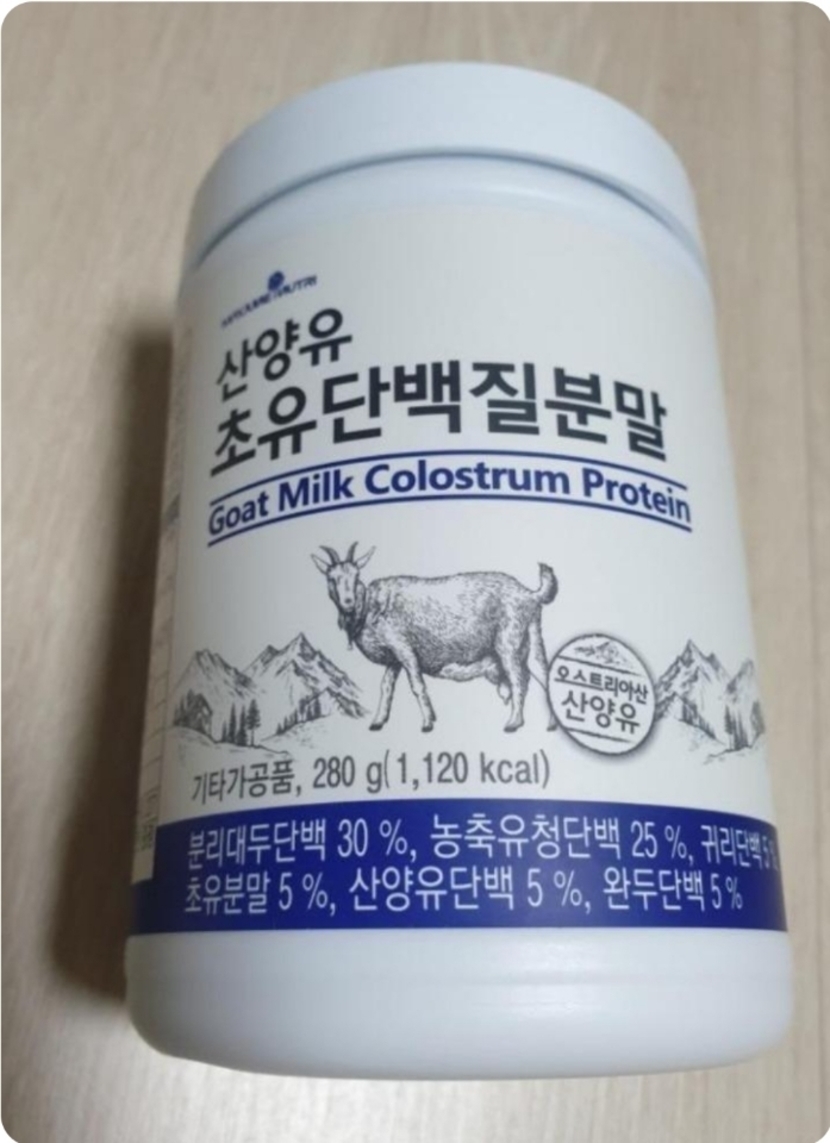 산양유
초유단백질분말
Goat Milk Colostrum Protein
오스트리아산
산양유
기타가공품, 280 g(1,120 kcal)
분리대두단백 30 %, 농축유청단백 25 %, 귀리단백 5 %
초유분말 5 %, 산양유단백 5 %, 완두단백 5 %